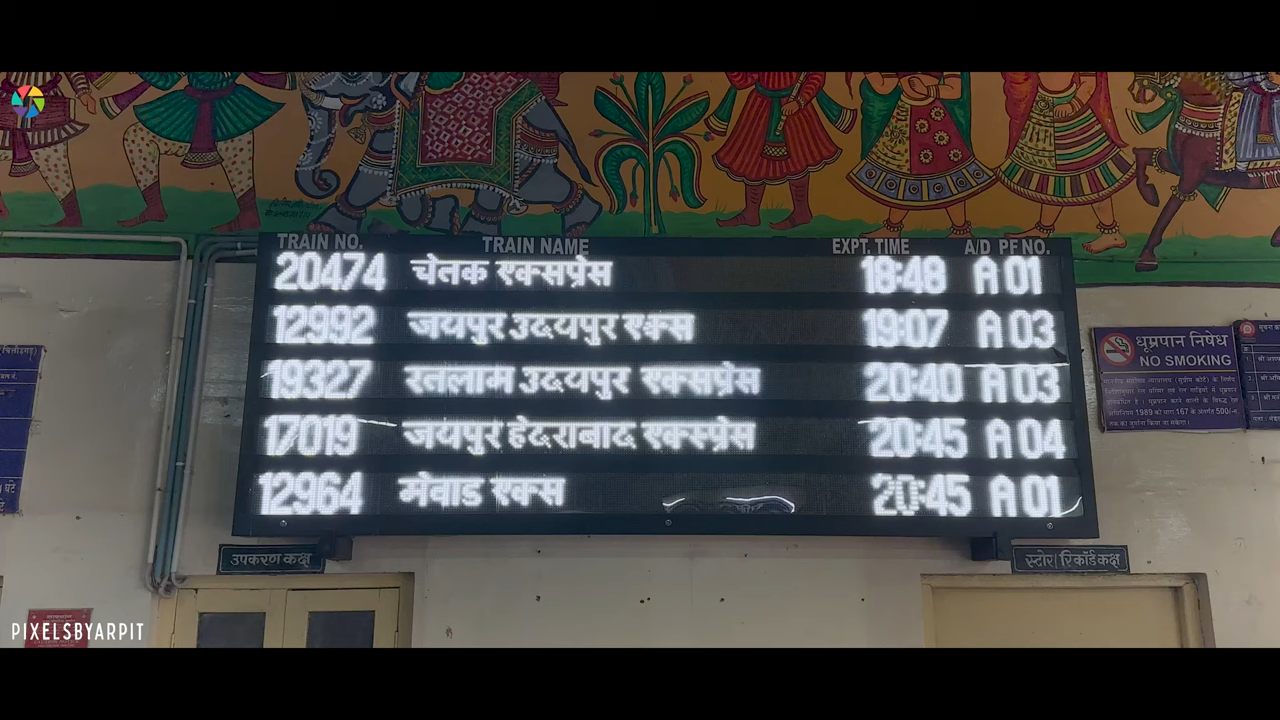 TRAIN NO. TRAIN NAME EXPT. TIME A/D PF NO.
20474 चेतक एक्सप्रेस 18:48 A 01
12992 जयपुर उदयपुर एक्स 19:07 A 03
19327 रतलाम उदयपुर एक्सप्रेस 20:40 A 03
17019 जयपुर हैदराबाद एक्स्प्रेस 20:45 A 04
12964 मेवाड एक्स 20:45 A 01
धूम्रपान निषेध
NO SMOKING
उपकरण कक्ष
स्टोर/रिकॉर्ड कक्ष
PIXELSBYARPIT